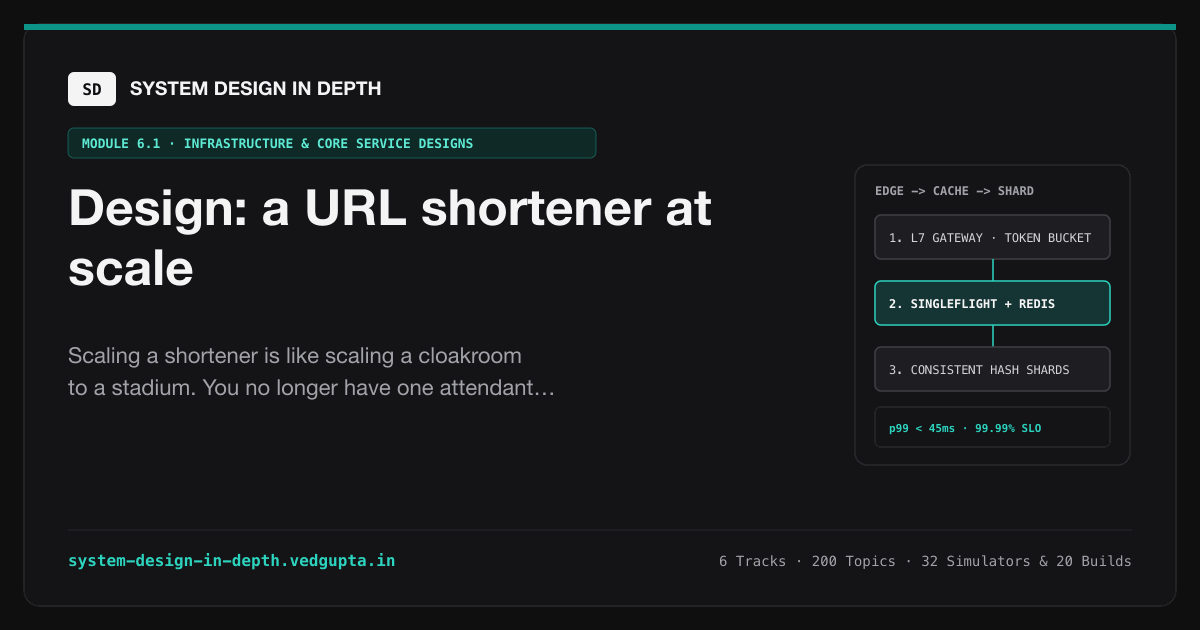 SD SYSTEM DESIGN IN DEPTH
MODULE 6.1 · INFRASTRUCTURE & CORE SERVICE DESIGNS
Design: a URL shortener at
scale
Scaling a shortener is like scaling a cloakroom
to a stadium. You no longer have one attendant…
EDGE —> CACHE —> SHARD
1. L7 GATEWAY · TOKEN BUCKET
2. SINGLEFLIGHT + REDIS
3. CONSISTENT HASH SHARDS
p99 < 45ms · 99.99% SLO
system-design-in-depth.vedgupta.in
6 Tracks · 200 Topics · 32 Simulators & 20 Builds